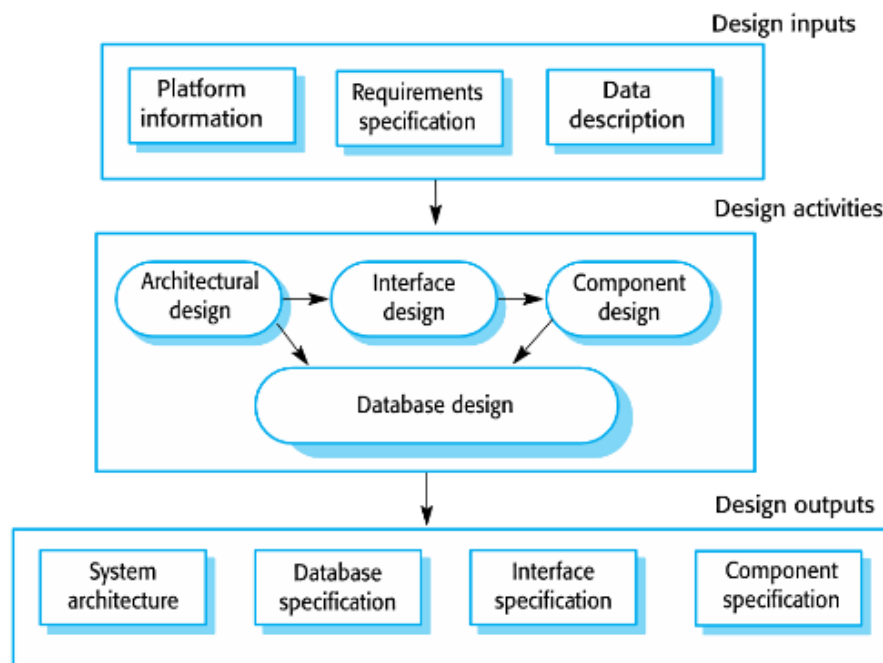 Design inputs
Platform
information
Requirements
specification
Data
description
Design activities
Architectural
design
Interface
design
Component
design
Database design
Design outputs
System
architecture
Database
specification
Interface
specification
Component
specification